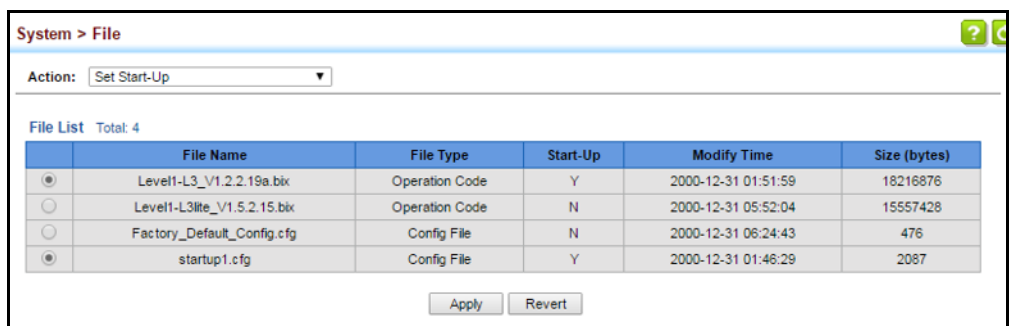 System > File
?
Action: Set Start-Up
File List Total: 4
File Name File Type Start-Up Modify Time Size (bytes)
Level1-L3_V1.2.2.19a.bix Operation Code Y 2000-12-31 01:51:59 18216876
Level1-L3lite_V1.5.2.15.bix Operation Code N 2000-12-31 05:52:04 15557428
Factory_Default_Config.cfg Config File N 2000-12-31 06:24:43 476
startup1.cfg Config File Y 2000-12-31 01:46:29 2087
Apply Revert